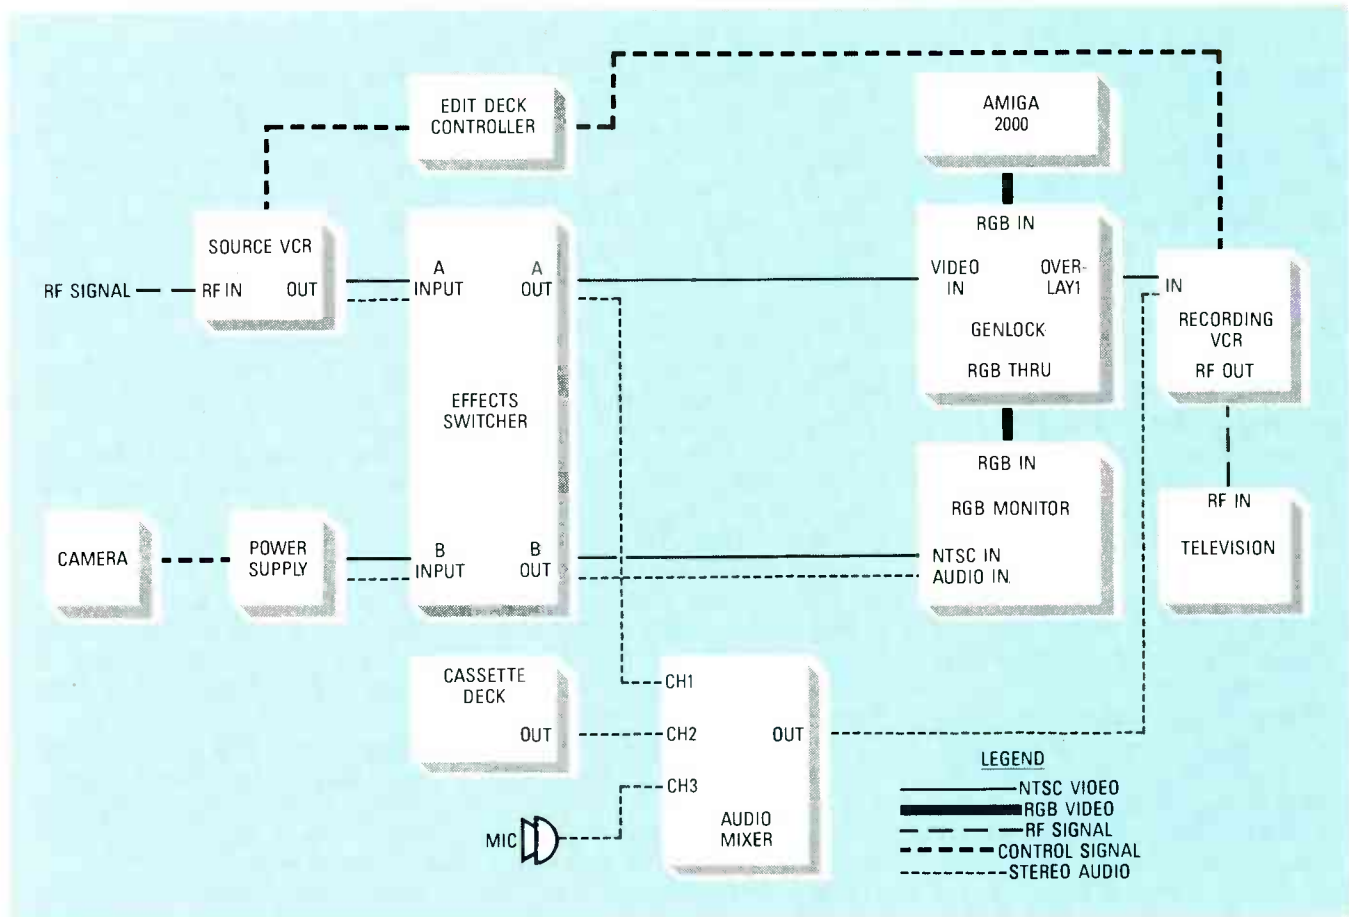 EDIT DECK
CONTROLLER
AMIGA
2000
SOURCE VCR
RF SIGNAL
RF IN
OUT
A
INPUT
A
OUT
EFFECTS
SWITCHER
B
INPUT
B
OUT
RGB IN
VIDEO
IN
OVER-
LAY1
GENLOCK
RGB THRU
IN
RECORDING
VCR
RF OUT
RGB IN
RGB MONITOR
NTSC IN
AUDIO IN
RF IN
TELEVISION
CAMERA
POWER
SUPPLY
CASSETTE
DECK
OUT
MIC
CH1
CH2
CH3
OUT
AUDIO
MIXER
LEGEND
NTSC VIDEO
RGB VIDEO
RF SIGNAL
CONTROL SIGNAL
STEREO AUDIO